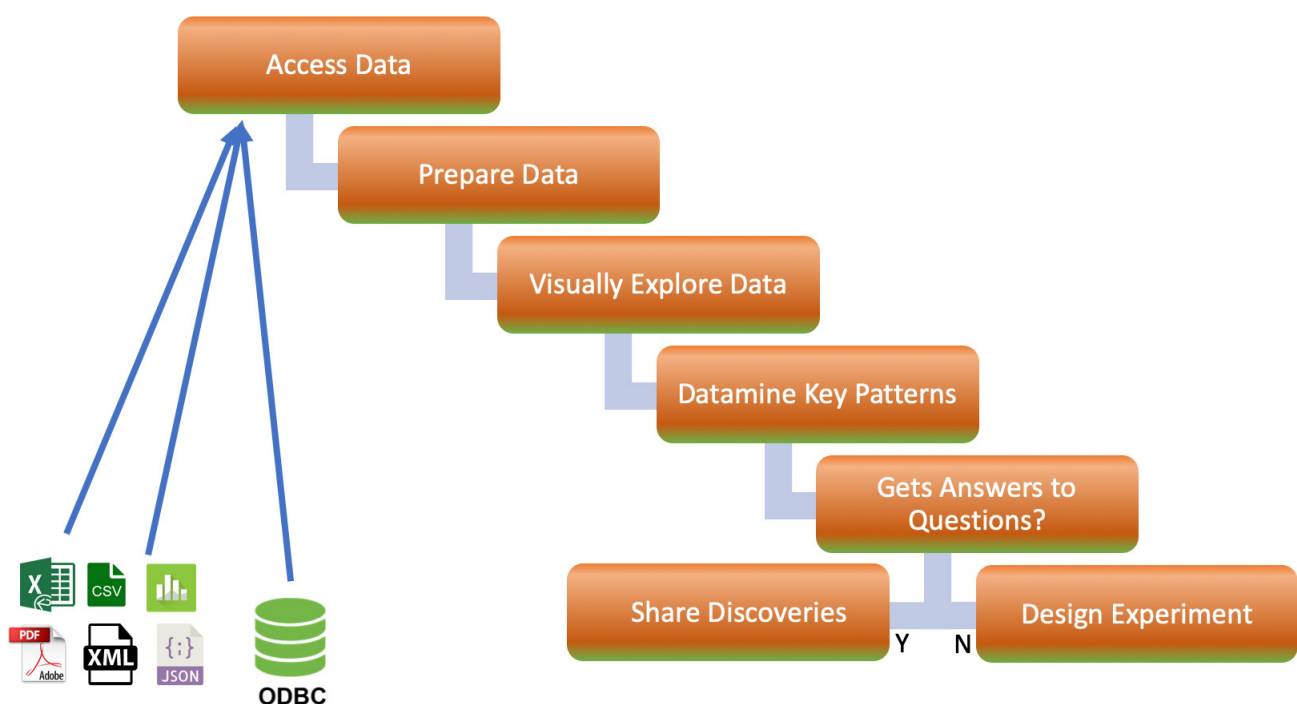 Access Data
Prepare Data
Visually Explore Data
Datamine Key Patterns
Gets Answers to
Questions?
Share Discoveries
Y
N
Design Experiment
X
CSV
PDF
Adobe
XML
{;}
JSON
ODBC